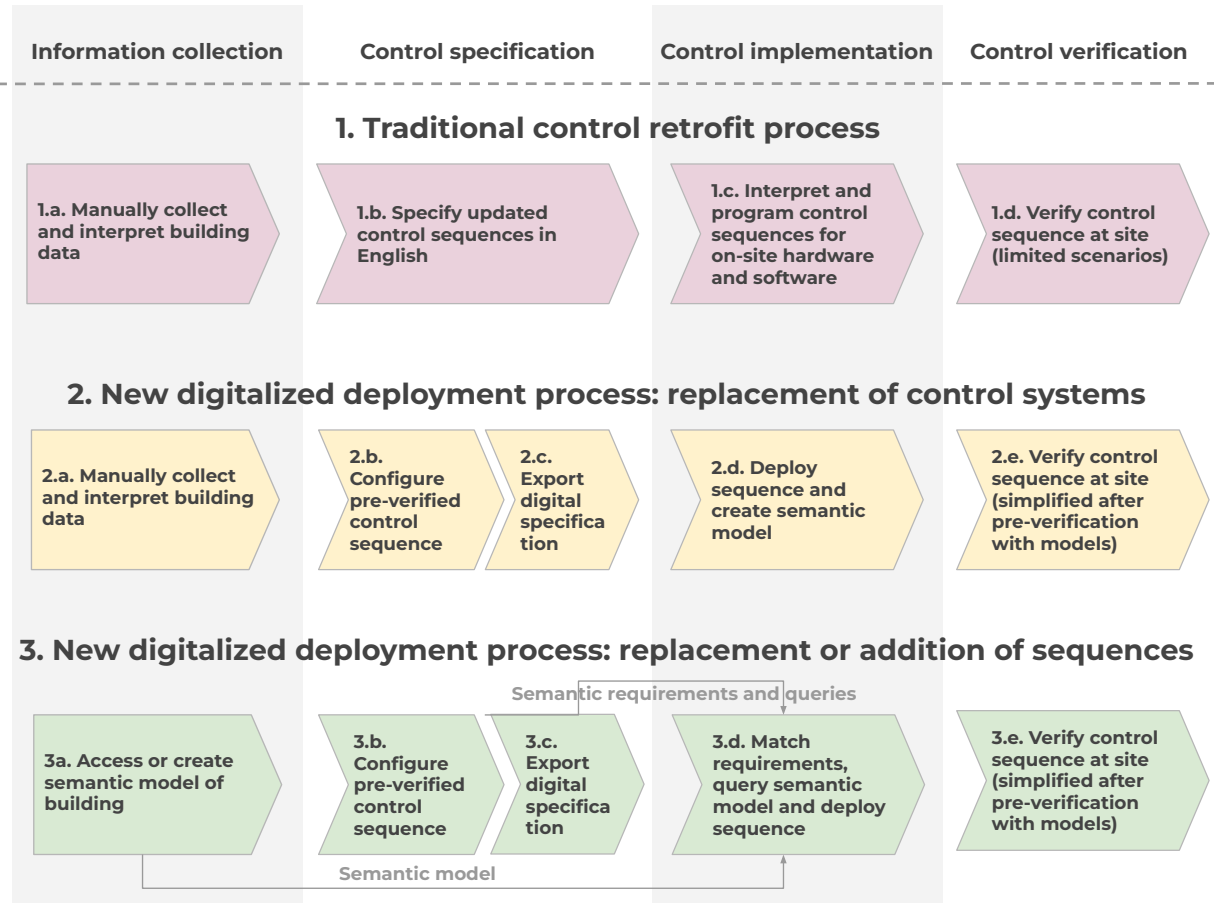 Information collection
Control specification
Control implementation
Control verification
1. Traditional control retrofit process
1.a. Manually collect
and interpret building
data
1.b. Specify updated
control sequences in
English
1.c. Interpret and
program control
sequences for
on-site hardware
and software
1.d. Verify control
sequence at site
(limited scenarios)
2. New digitalized deployment process: replacement of control systems
2.a. Manually collect
and interpret building
data
2.b.
Configure
pre-verified
control
sequence
2.c.
Export
digital
specifica
tion
2.d. Deploy
sequence and
create semantic
model
2.e. Verify control
sequence at site
(simplified after
pre-verification
with models)
3. New digitalized deployment process: replacement or addition of sequences
Semantic requirements and queries
3a. Access or create
semantic model of
building
3.b.
Configure
pre-verified
control
sequence
3.c.
Export
digital
specifica
tion
3.d. Match
requirements,
query semantic
model and deploy
sequence
3.e. Verify control
sequence at site
(simplified after
pre-verification
with models)
Semantic model